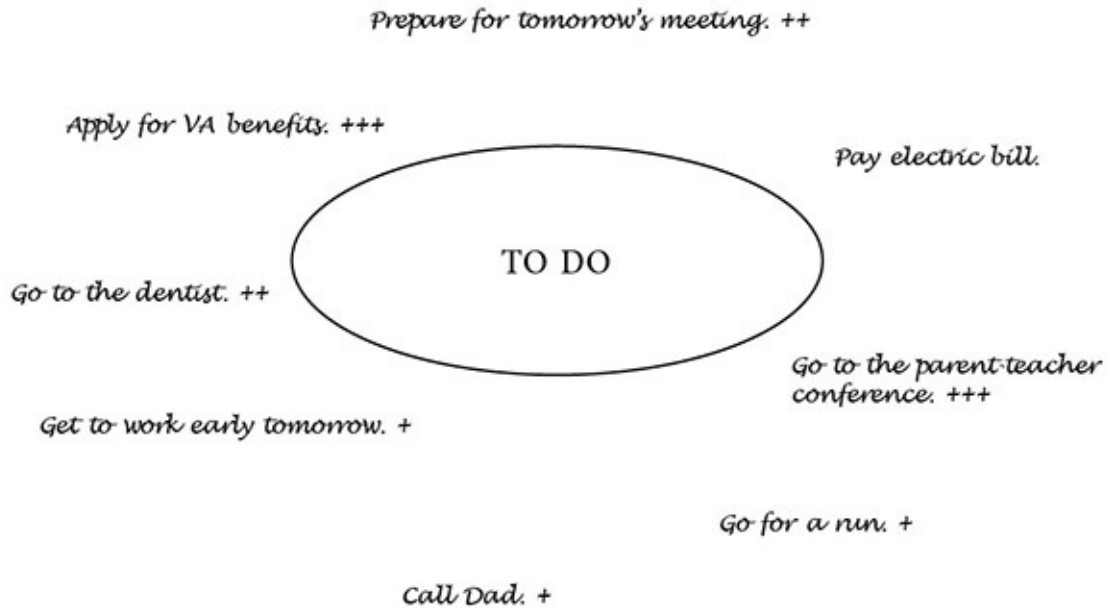 Prepare for tomorrow's meeting. ++
Apply for VA benefits. +++
Pay electric bill.
TO DO
Go to the dentist. ++
Go to the parent-teacher
conference. +++
Get to work early tomorrow. +
Go for a run. +
Call Dad. +